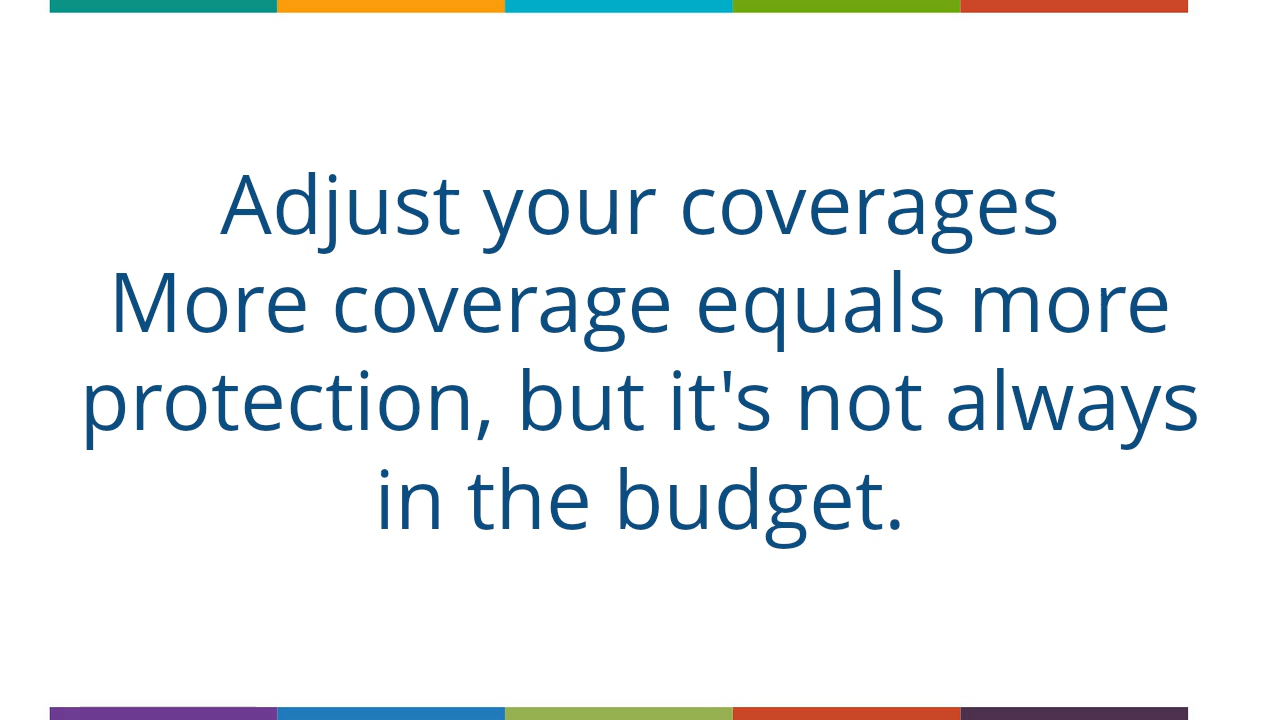 Adjust your coverages
More coverage equals more
protection, but it's not always
in the budget.